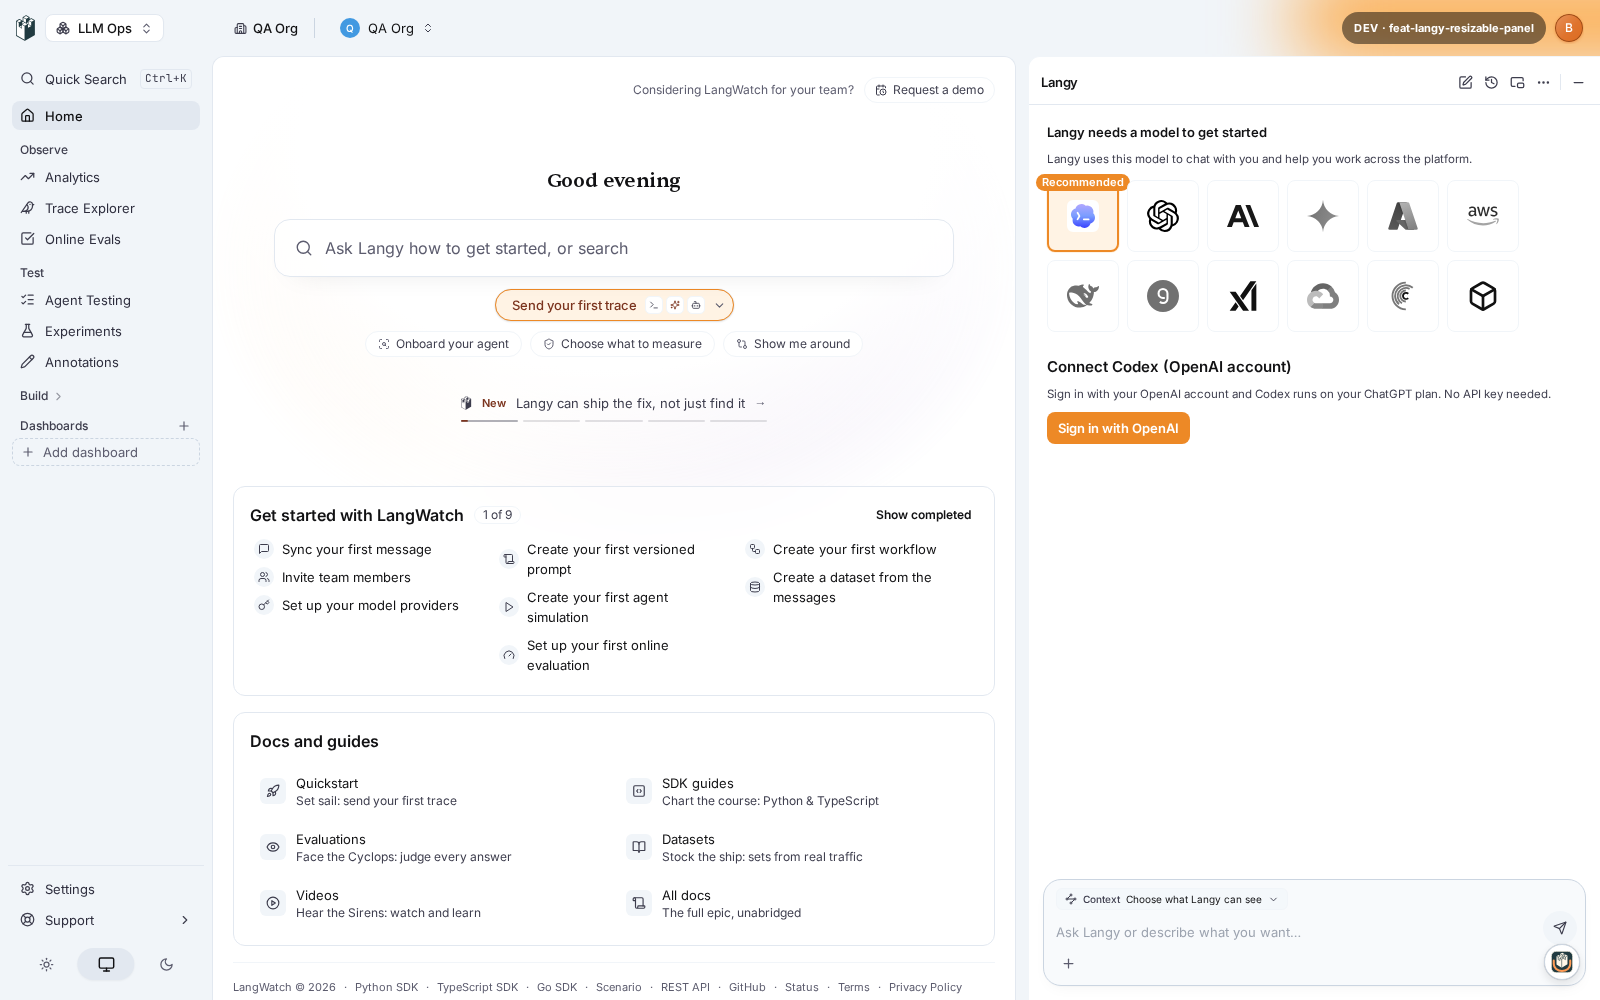 LLM Ops
QA Org
Q
QA Org
DEV · feat-langy-resizable-panel
B
Quick Search
Ctrl+K
Home
Observe
Analytics
Trace Explorer
Online Evals
Test
Agent Testing
Experiments
Annotations
Build
Dashboards
Add dashboard
Settings
Support
Considering LangWatch for your team?
Request a demo
Good evening
Ask Langy how to get started, or search
Send your first trace
Onboard your agent
Choose what to measure
Show me around
New Langy can ship the fix, not just find it →
Get started with LangWatch
1 of 9
Show completed
Sync your first message
Invite team members
Set up your model providers
Create your first versioned
prompt
Create your first agent
simulation
Set up your first online
evaluation
Create your first workflow
Create a dataset from the
messages
Docs and guides
Quickstart
Set sail: send your first trace
SDK guides
Chart the course: Python & TypeScript
Evaluations
Face the Cyclops: judge every answer
Datasets
Stock the ship: sets from real traffic
Videos
Hear the Sirens: watch and learn
All docs
The full epic, unabridged
LangWatch © 2026 · Python SDK · TypeScript SDK · Go SDK · Scenario · REST API · GitHub · Status · Terms · Privacy Policy
Langy
Langy needs a model to get started
Langy uses this model to chat with you and help you work across the platform.
Recommended
aws
Connect Codex (OpenAI account)
Sign in with your OpenAI account and Codex runs on your ChatGPT plan. No API key needed.
Sign in with OpenAI
Context Choose what Langy can see
Ask Langy or describe what you want...